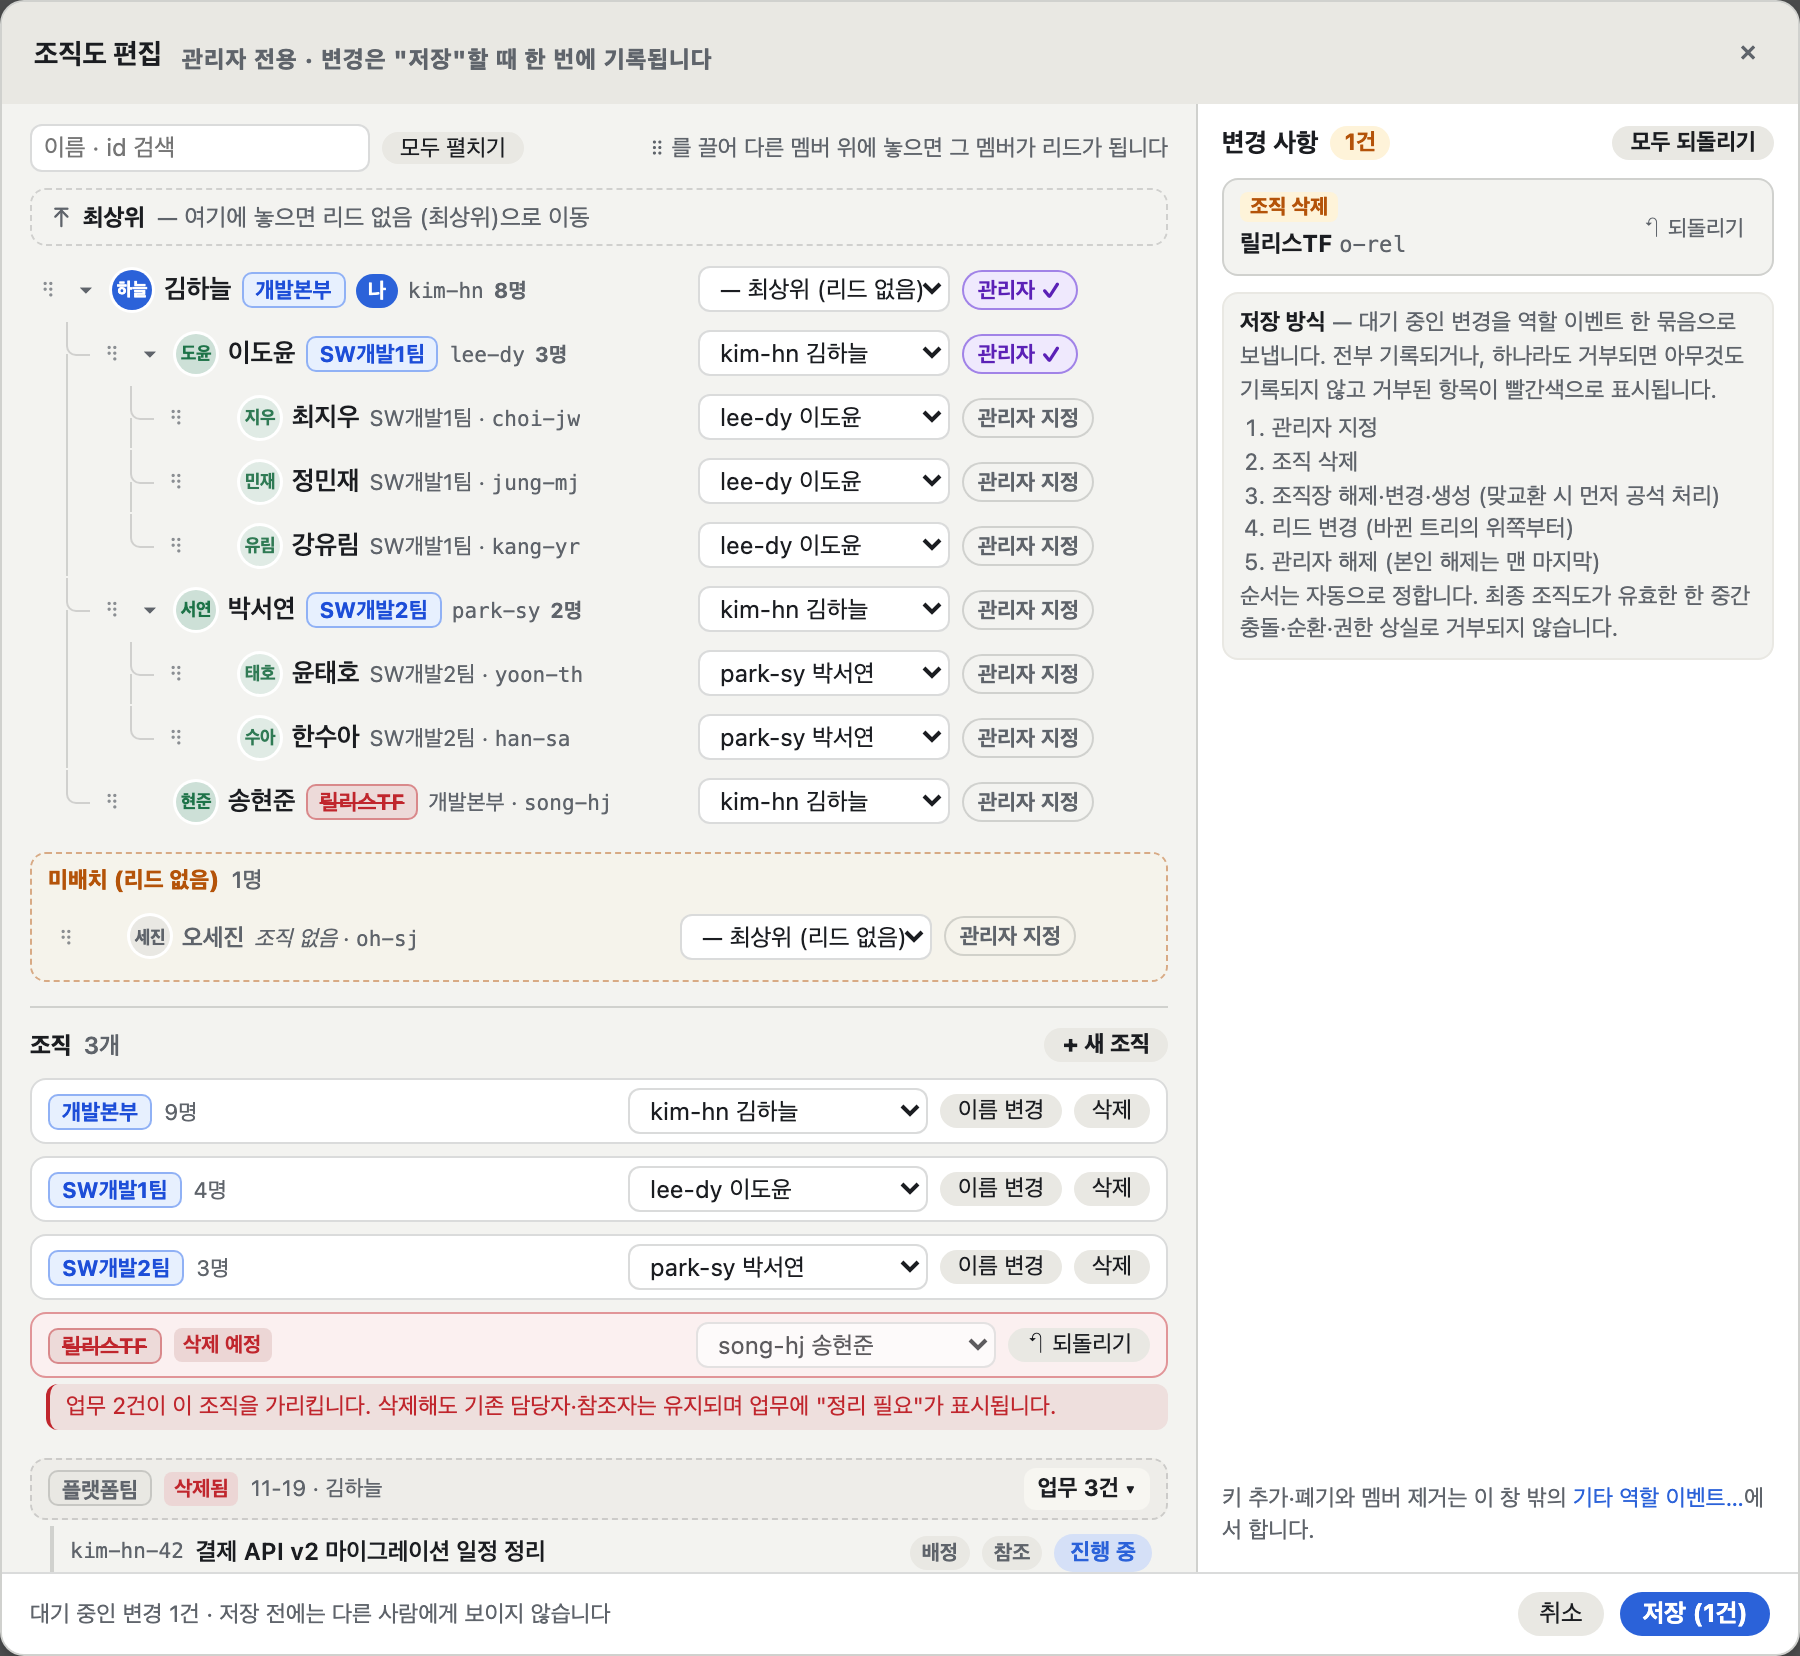 조직도 편집 관리자 전용 · 변경은 "저장"할 때 한 번에 기록됩니다 ×
이름 · id 검색 모두 펼치기 ⠿ 를 끌어 다른 멤버 위에 놓으면 그 멤버가 리드가 됩니다
최상위 — 여기에 놓으면 리드 없음 (최상위)으로 이동
하늘 김하늘 개발본부 나 kim-hn 8명 — 최상위 (리드 없음) 관리자 ✓
도윤 이도윤 SW개발1팀 lee-dy 3명 kim-hn 김하늘 관리자 ✓
지우 최지우 SW개발1팀 · choi-jw lee-dy 이도윤 관리자 지정
민재 정민재 SW개발1팀 · jung-mj lee-dy 이도윤 관리자 지정
유림 강유림 SW개발1팀 · kang-yr lee-dy 이도윤 관리자 지정
서연 박서연 SW개발2팀 park-sy 2명 kim-hn 김하늘 관리자 지정
태호 윤태호 SW개발2팀 · yoon-th park-sy 박서연 관리자 지정
수아 한수아 SW개발2팀 · han-sa park-sy 박서연 관리자 지정
현준 송현준 릴리스TF 개발본부 · song-hj kim-hn 김하늘 관리자 지정
미배치 (리드 없음) 1명
세진 오세진 조직 없음 · oh-sj — 최상위 (리드 없음) 관리자 지정
조직 3개 + 새 조직
개발본부 9명 kim-hn 김하늘 이름 변경 삭제
SW개발1팀 4명 lee-dy 이도윤 이름 변경 삭제
SW개발2팀 3명 park-sy 박서연 이름 변경 삭제
릴리스TF 삭제 예정 song-hj 송현준 되돌리기
업무 2건이 이 조직을 가리킵니다. 삭제해도 기존 담당자·참조자는 유지되며 업무에 "정리 필요"가 표시됩니다.
플랫폼팀 삭제됨 11-19 · 김하늘 업무 3건 ▾
kim-hn-42 결제 API v2 마이그레이션 일정 정리 배정 참조 진행 중
변경 사항 1건 모두 되돌리기
조직 삭제
릴리스TF o-rel 되돌리기
저장 방식 — 대기 중인 변경을 역할 이벤트 한 묶음으로
보냅니다. 전부 기록되거나, 하나라도 거부되면 아무것도
기록되지 않고 거부된 항목이 빨간색으로 표시됩니다.
1. 관리자 지정
2. 조직 삭제
3. 조직장 해제·변경·생성 (맞교환 시 먼저 공석 처리)
4. 리드 변경 (바뀐 트리의 위쪽부터)
5. 관리자 해제 (본인 해제는 맨 마지막)
순서는 자동으로 정합니다. 최종 조직도가 유효한 한 중간
충돌·순환·권한 상실로 거부되지 않습니다.
키 추가·폐기와 멤버 제거는 이 창 밖의 기타 역할 이벤트…에
서 합니다.
대기 중인 변경 1건 · 저장 전에는 다른 사람에게 보이지 않습니다 취소 저장 (1건)